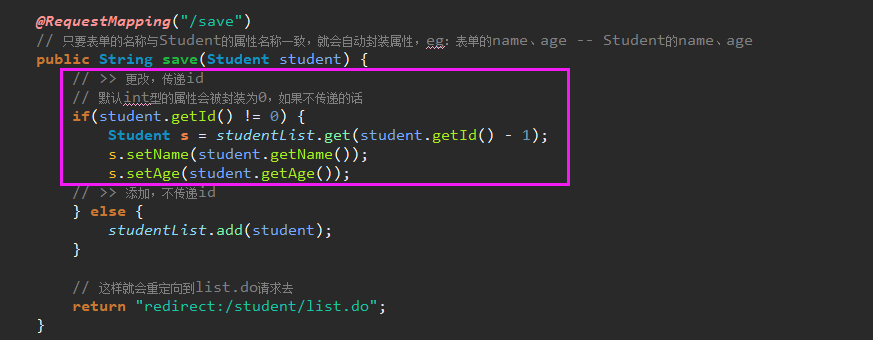 @RequestMapping("/save")
// 只要表单的名称与Student的属性名称一致，就会自动封装属性，eg：表单的name、age -- Student的name、age
public String save(Student student) {
// >> 更改，传递id
// 默认int型的属性会被封装为0，如果不传递的话
if(student.getId() != 0) {
Student s = studentList.get(student.getId() - 1);
s.setName(student.getName());
s.setAge(student.getAge());
// >> 添加，不传递id
} else {
studentList.add(student);
}
// 这样就会重定向到list.do请求去
return "redirect:/student/list.do";
}